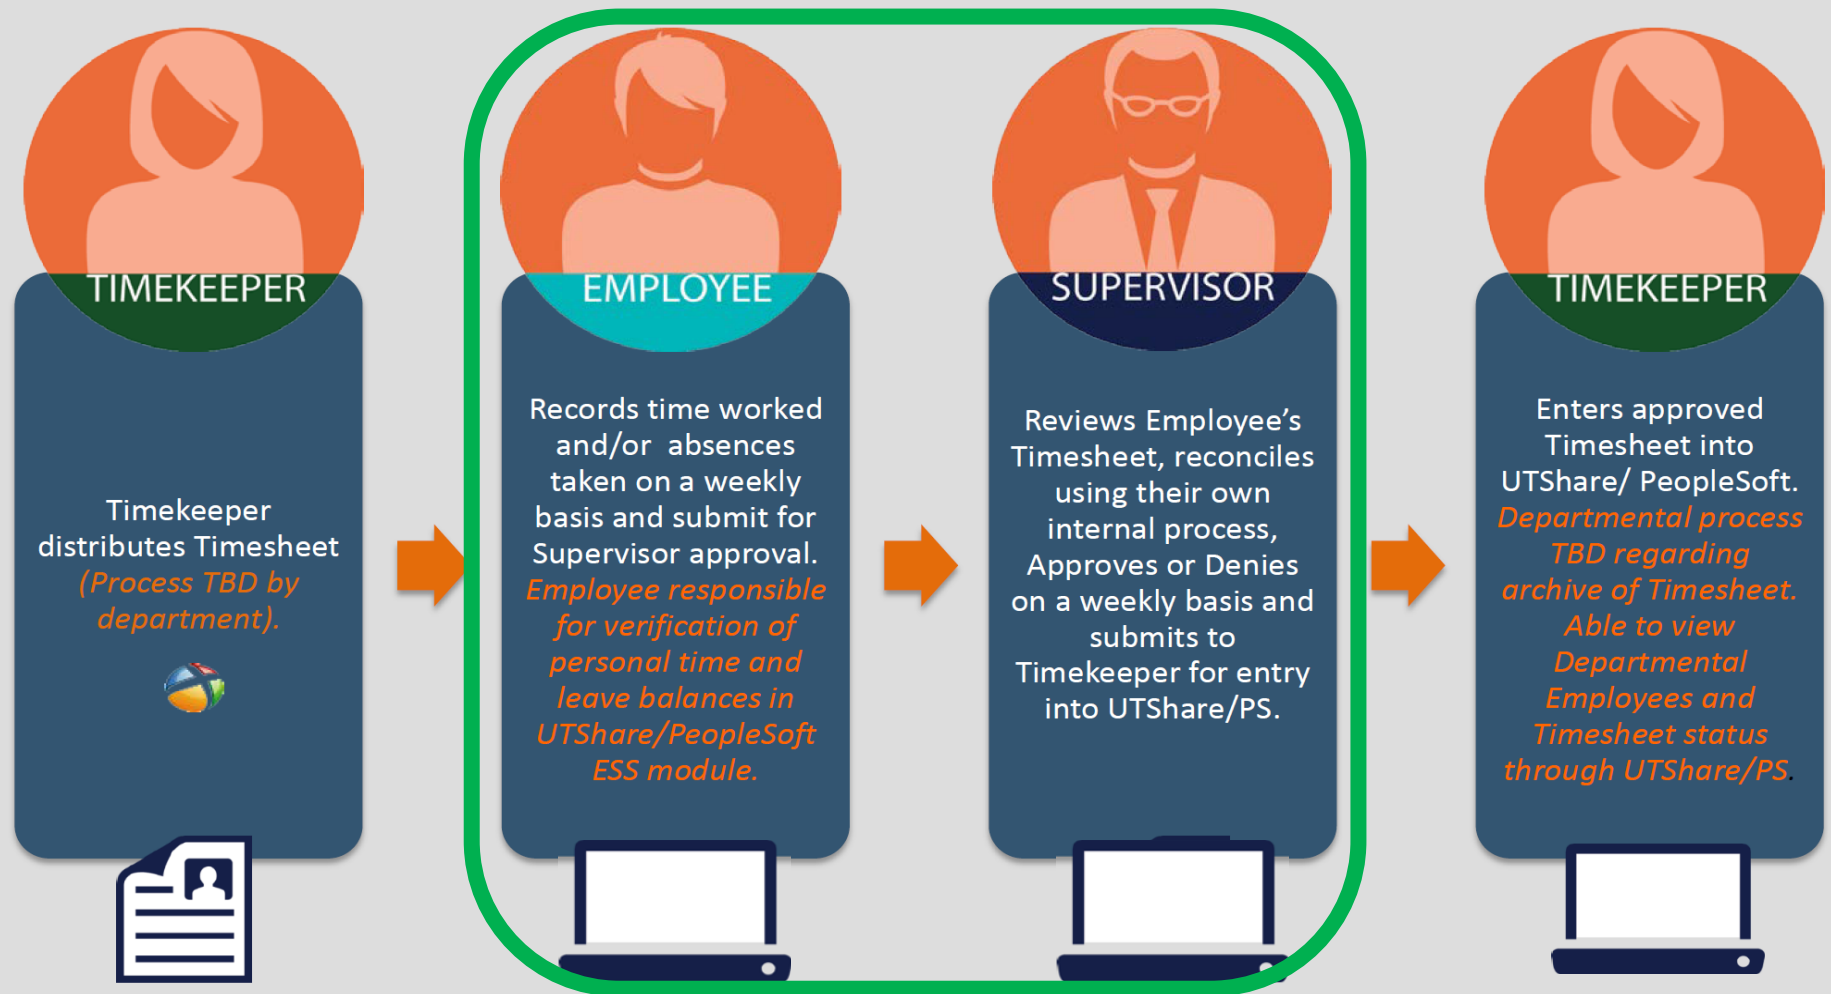 TIMEKEEPER
Timekeeper
distributes Timesheet
(Process TBD by
department).
EMPLOYEE
Records time worked
and/or absences
taken on a weekly
basis and submit for
Supervisor approval.
Employee responsible
for verification of
personal time and
leave balances in
UTShare/PeopleSoft
ESS module.
SUPERVISOR
Reviews Employee’s
Timesheet, reconciles
using their own
internal process,
Approves or Denies
on a weekly basis and
submits to
Timekeeper for entry
into UTShare/PS.
TIMEKEEPER
Enters approved
Timesheet into
UTShare/ PeopleSoft.
Departmental process
TBD regarding
archive of Timesheet.
Able to view
Departmental
Employees and
Timesheet status
through UTShare/PS.